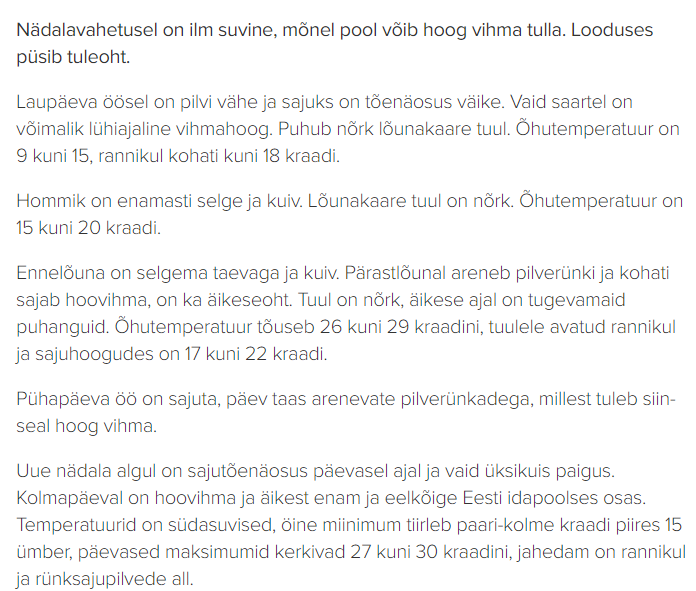 Nädalavahetusel on ilm suvine, mõnel pool võib hoog vihma tulla. Looduses
püsib tuleoht.
Laupäeva öösel on pilvi vähe ja sajuks on tõenäosus väike. Vaid saartel on
võimalik lühiajaline vihmahoog. Puhub nõrk lõunakaare tuul. Õhutemperatuur on
9 kuni 15, rannikul kohati kuni 18 kraadi.
Hommik on enamasti selge ja kuiv. Lõunakaare tuul on nõrk. Õhutemperatuur on
15 kuni 20 kraadi.
Ennelõuna on selgema taevaga ja kuiv. Pärastlõunal areneb pilverünki ja kohati
sajab hoovihma, on ka äikeseoht. Tuul on nõrk, äikese ajal on tugevamaid
puhanguid. Õhutemperatuur tõuseb 26 kuni 29 kraadini, tuulele avatud rannikul
ja sajuhoogudes on 17 kuni 22 kraadi.
Pühapäeva öö on sajuta, päev taas arenevate pilverünkadega, millest tuleb siin-
seal hoog vihma.
Uue nädala algul on sajutõenäosus päevasel ajal ja vaid üksikuis paigus.
Kolmapäeval on hoovihma ja äikest enam ja eelkõige Eesti idapoolses osas.
Temperatuurid on südasuvised, öine miinimum tiirleb paari-kolme kraadi piires 15
ümber, päevased maksimumid kerkivad 27 kuni 30 kraadini, jahedam on rannikul
ja rünksajupilvede all.